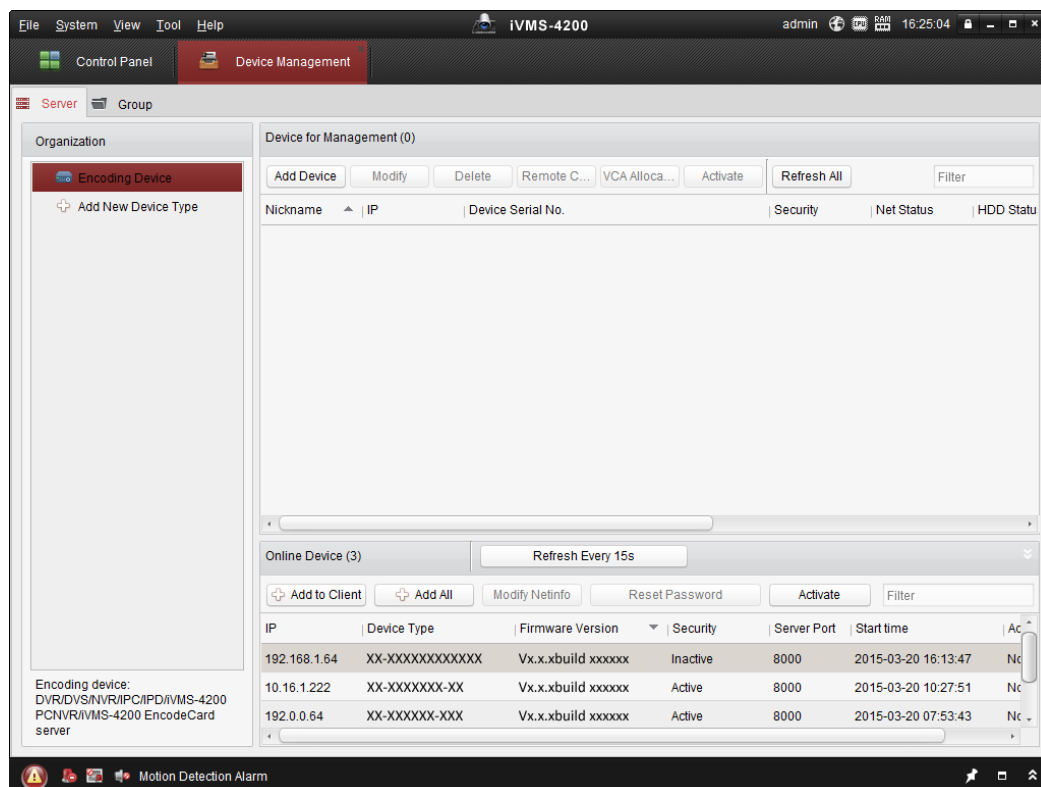 File System View Tool Help iVMS-4200 admin CPU RAM 16:25:04
Control Panel Device Management
Server Group
Organization
Encoding Device
Add New Device Type
Encoding device:
DVR/DVS/NVR/IPC/IPD/iVMS-4200
PCNVR/iVMS-4200 EncodeCard
server
Device for Management (0)
Add Device Modify Delete Remote C... VCA Alloca... Activate Refresh All Filter
Nickname IP Device Serial No. Security Net Status HDD Statu
Online Device (3) Refresh Every 15s
Add to Client Add All Modify Netinfo Reset Password Activate Filter
IP Device Type Firmware Version Security Server Port Start time Ad
192.168.1.64 XX-XXXXXXXXXXXX Vx.x.xbuild xxxxxx Inactive 8000 2015-03-20 16:13:47 No
10.16.1.222 XX-XXXXXXX-XX Vx.x.xbuild xxxxxx Active 8000 2015-03-20 10:27:51 No
192.0.0.64 XX-XXXXXX-XXX Vx.x.xbuild xxxxxx Active 8000 2015-03-20 07:53:43 No
Motion Detection Alarm